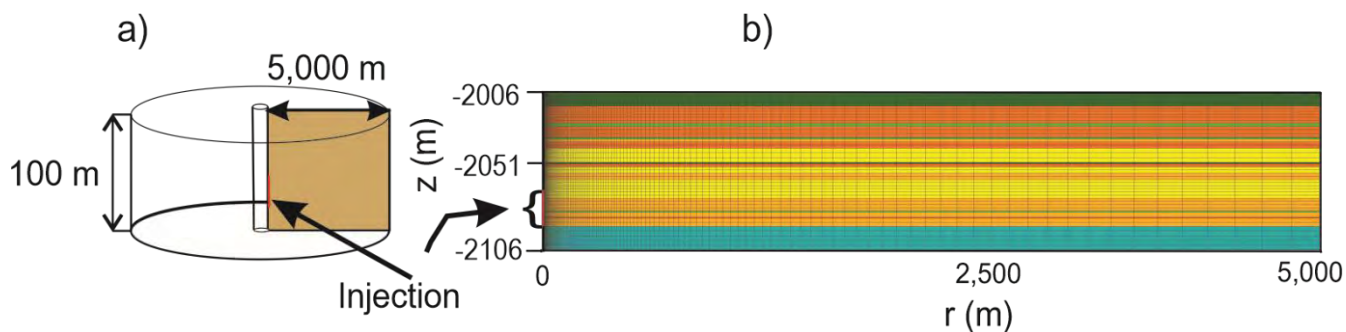 a)
5,000 m
100 m
Injection
b)
z (m)
-2006
-2051
-2106
0
2,500
5,000
r (m)